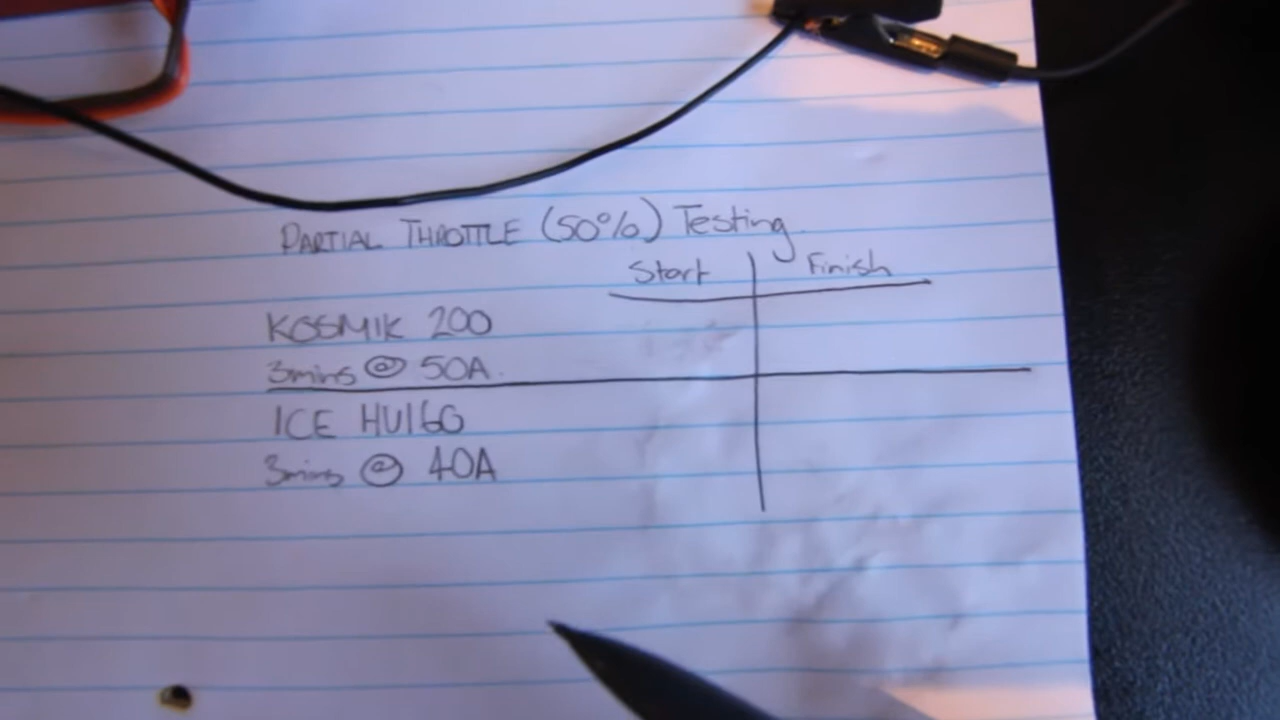 PARTIAL THROTTLE (50%) Testing
Start Finish
KOSMIK 200
3mins @ 50A.
ICE HV160
3mins @ 40A